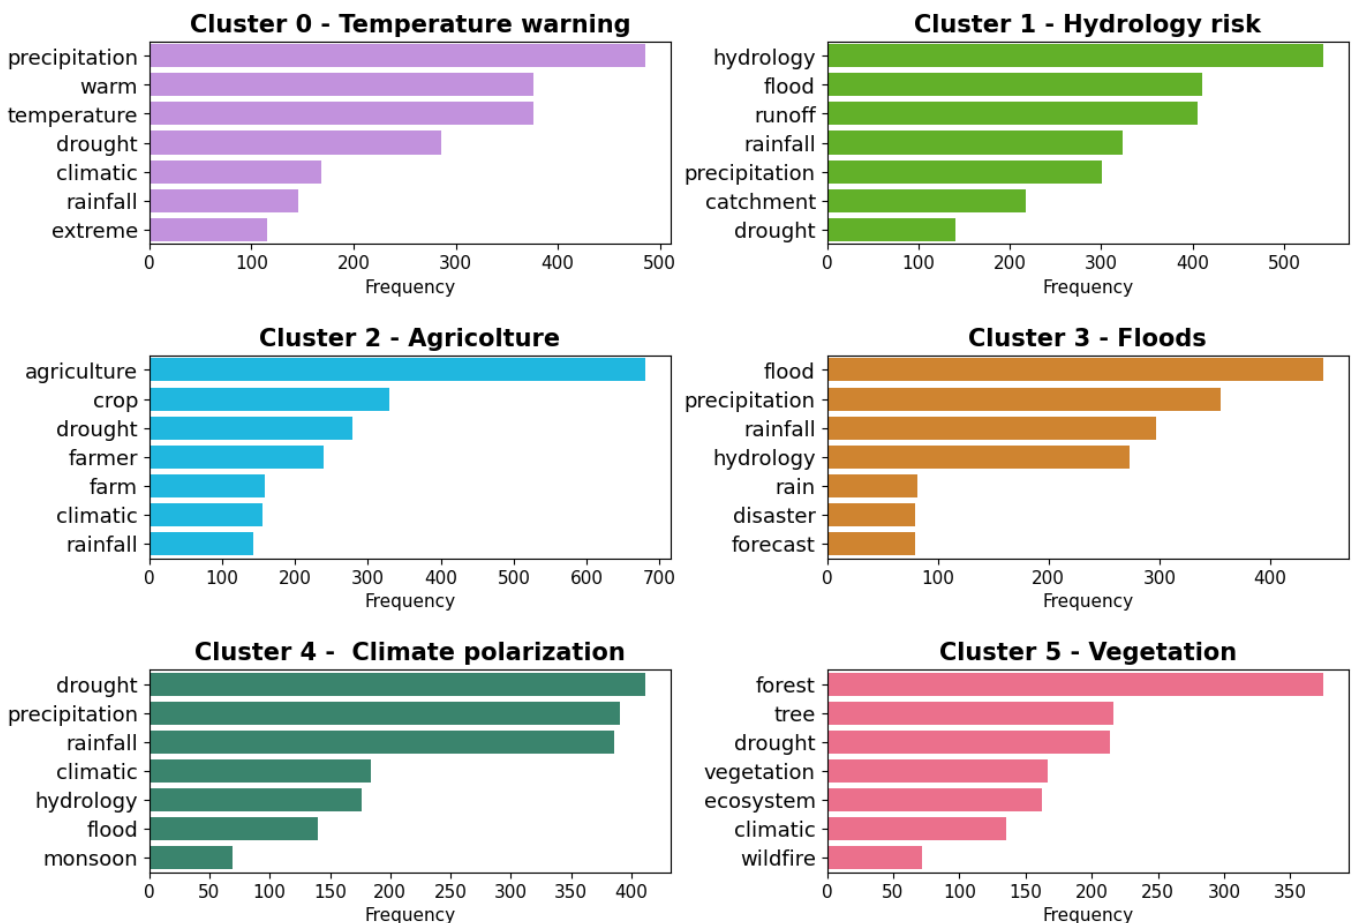 Cluster 0 - Temperature warning
precipitation
warm
temperature
drought
climatic
rainfall
extreme
0 100 200 300 400 500
Frequency
Cluster 1 - Hydrology risk
hydrology
flood
runoff
rainfall
precipitation
catchment
drought
0 100 200 300 400 500
Frequency
Cluster 2 - Agricolture
agriculture
crop
drought
farmer
farm
climatic
rainfall
0 100 200 300 400 500 600 700
Frequency
Cluster 3 - Floods
flood
precipitation
rainfall
hydrology
rain
disaster
forecast
0 100 200 300 400
Frequency
Cluster 4 -  Climate polarization
drought
precipitation
rainfall
climatic
hydrology
flood
monsoon
0 50 100 150 200 250 300 350 400
Frequency
Cluster 5 - Vegetation
forest
tree
drought
vegetation
ecosystem
climatic
wildfire
0 50 100 150 200 250 300 350
Frequency